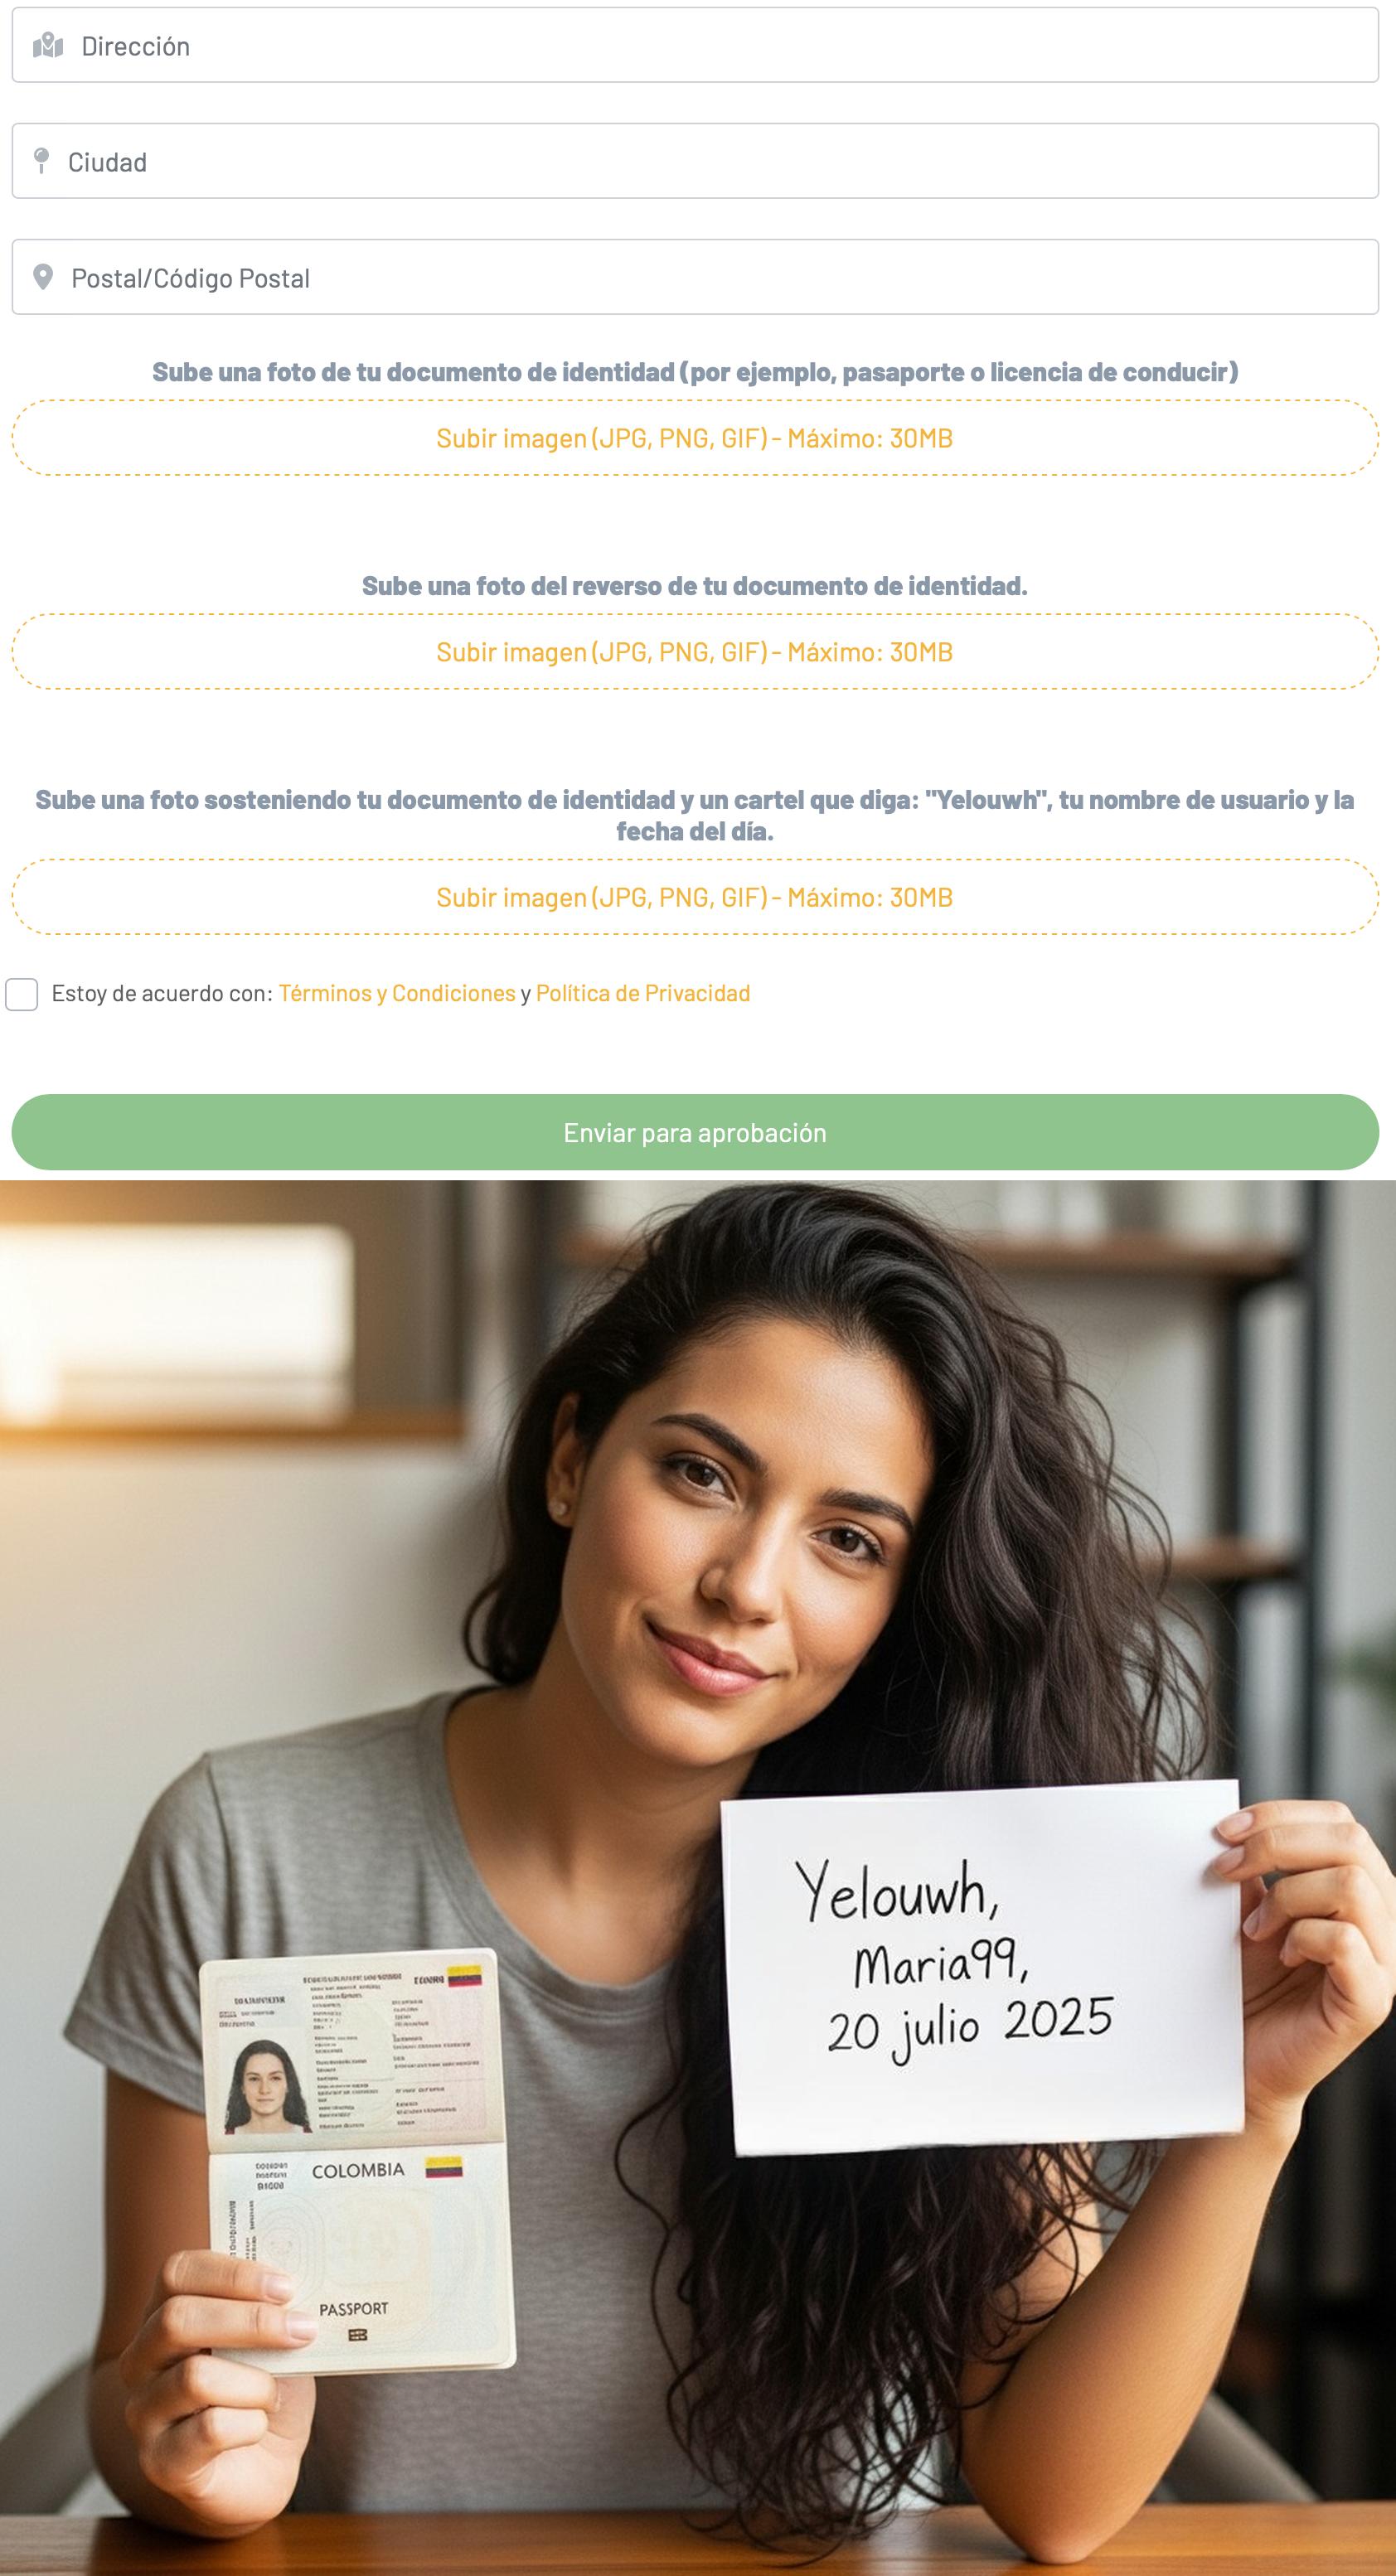 Dirección
Ciudad
Postal/Código Postal
Sube una foto de tu documento de identidad (por ejemplo, pasaporte o licencia de conducir)
Subir imagen (JPG, PNG, GIF) - Máximo: 30MB
Sube una foto del reverso de tu documento de identidad.
Subir imagen (JPG, PNG, GIF) - Máximo: 30MB
Sube una foto sosteniendo tu documento de identidad y un cartel que diga: "Yelouwh", tu nombre de usuario y la
fecha del día.
Subir imagen (JPG, PNG, GIF) - Máximo: 30MB
Estoy de acuerdo con: Términos y Condiciones y Política de Privacidad
Enviar para aprobación
Yelouwh,
Maria99,
20 julio 2025
COLOMBIA
PASSPORT